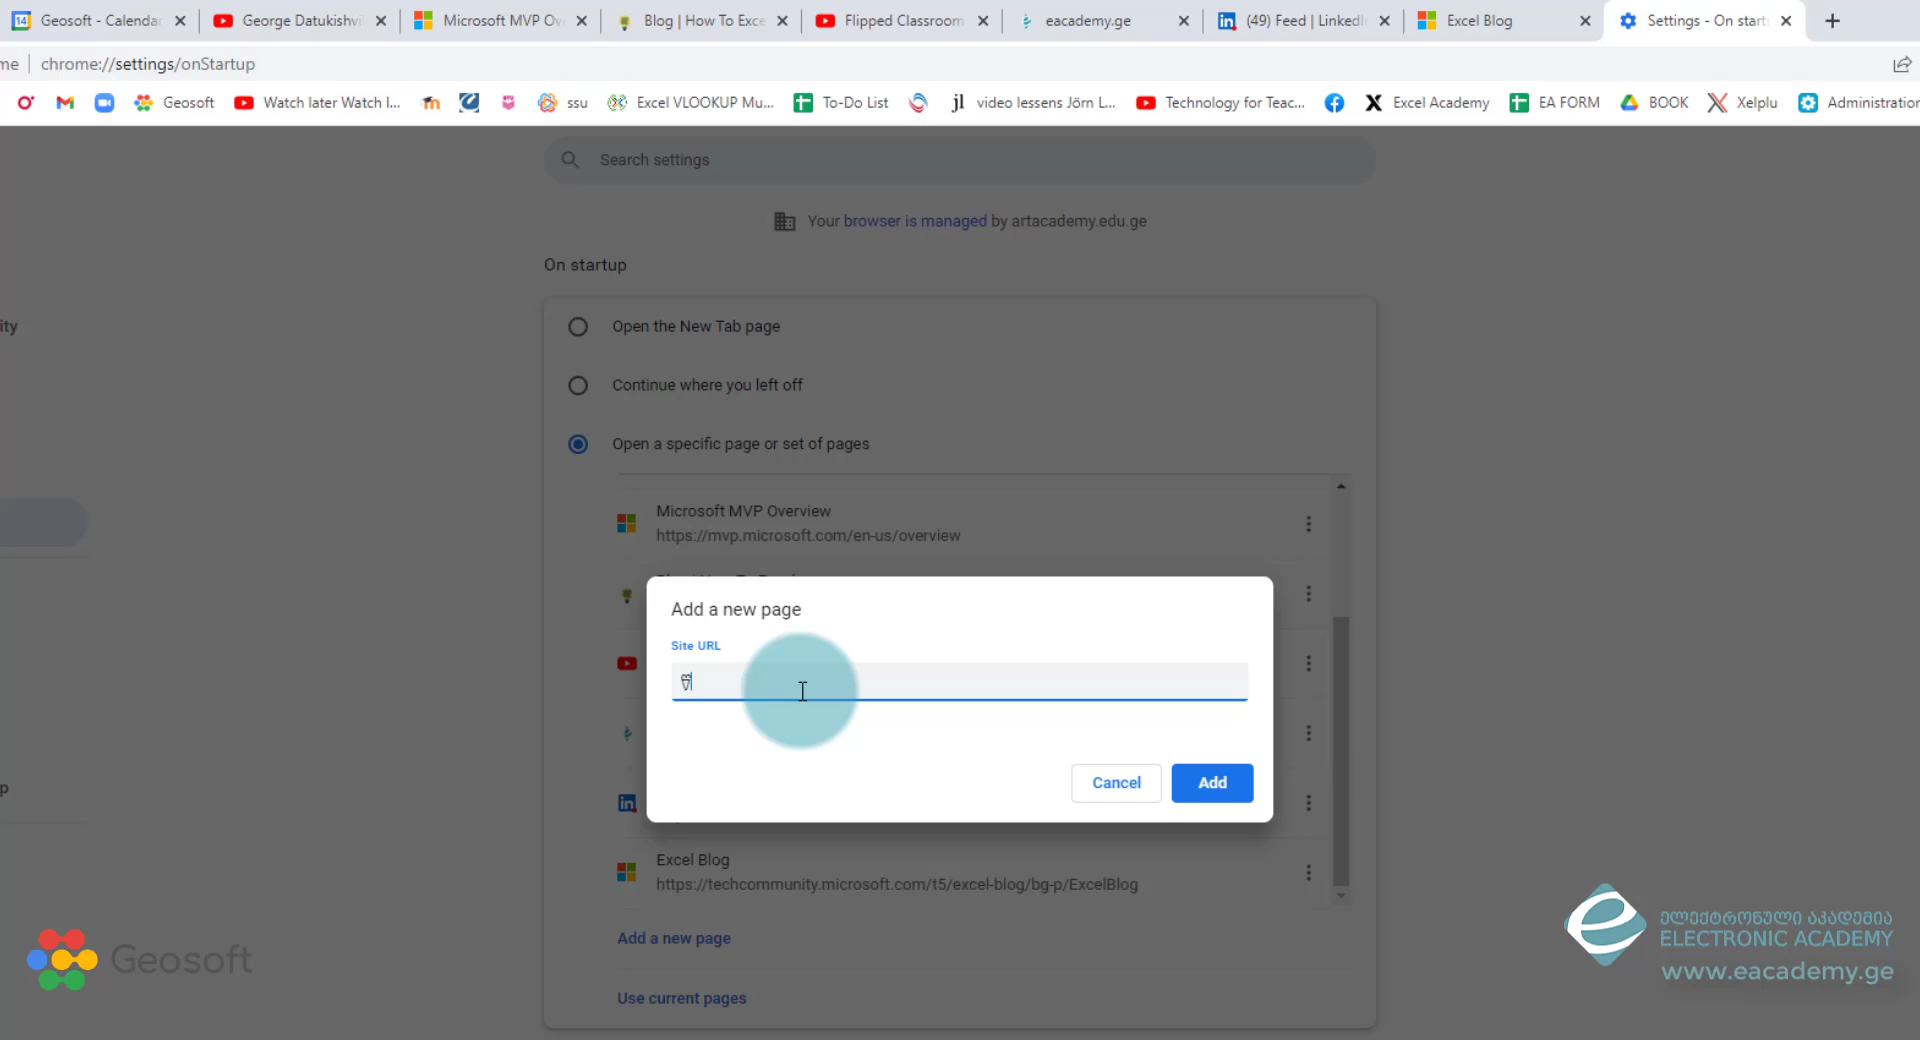 Geosoft - Calenda
George Datukishvi
Microsoft MVP Ov
Blog | How To Exce
Flipped Classroom
eacademy.ge
(49) Feed | LinkedI
Excel Blog
Settings - On start
me
chrome://settings/onStartup
Geosoft
Watch later Watch l...
ssu
Excel VLOOKUP Mu...
To-Do List
jl
video lessens Jörn L...
Technology for Teac...
Excel Academy
EA FORM
BOOK
Xelplu
Administration
Search settings
Your browser is managed by artacademy.edu.ge
On startup
ity
Open the New Tab page
Continue where you left off
Open a specific page or set of pages
Microsoft MVP Overview
https://mvp.microsoft.com/en-us/overview
Add a new page
Site URL
p
Cancel
Add
Excel Blog
https://techcommunity.microsoft.com/t5/excel-blog/bg-p/ExcelBlog
Add a new page
Use current pages
Geosoft
ელექტრონული აკადემია
ELECTRONIC ACADEMY
www.eacademy.ge